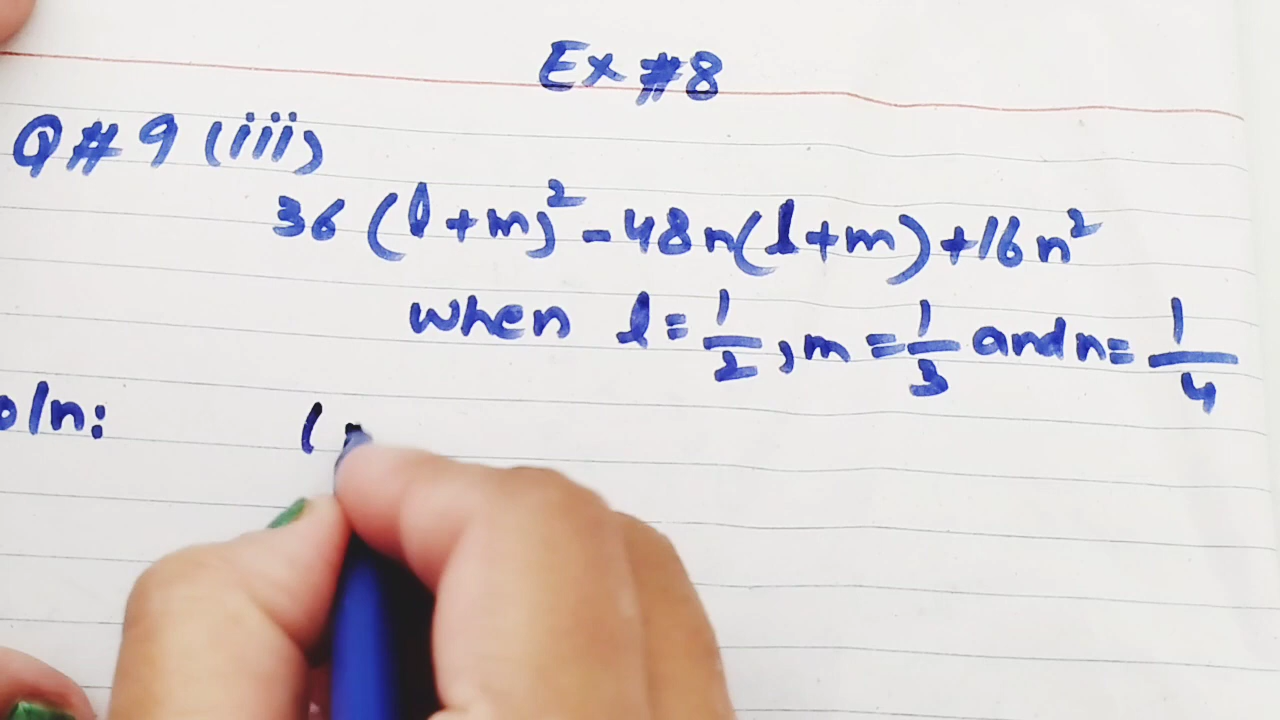 Ex #8
Q# 9 (iii)
36 (l+m)² - 48n(l+m) + 16n²
when l = 1/2, m = 1/3 and n = 1/4
oln:
(